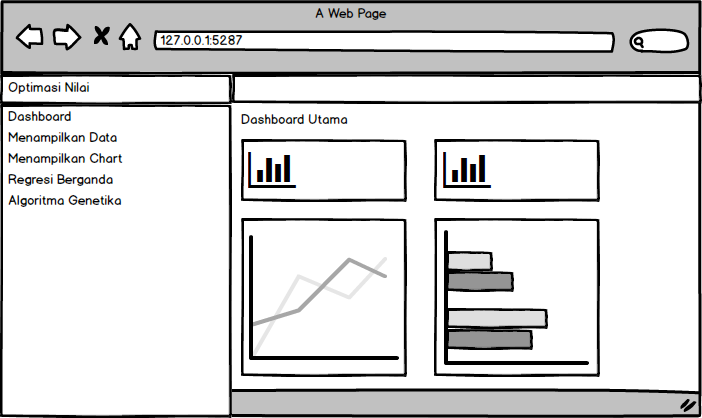 A Web Page
127.0.0.1:5287
Optimasi Nilai
Dashboard
Menampilkan Data
Menampilkan Chart
Regresi Berganda
Algoritma Genetika
Dashboard Utama